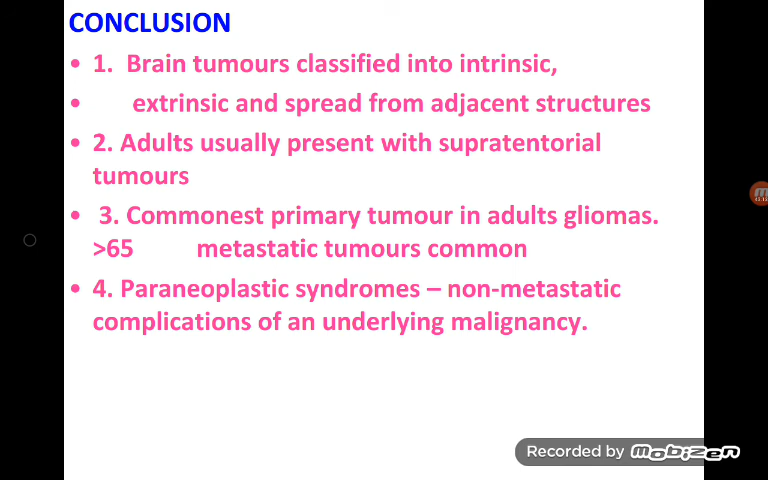 CONCLUSION
• 1. Brain tumours classified into intrinsic,
• extrinsic and spread from adjacent structures
• 2. Adults usually present with supratentorial
tumours
• 3. Commonest primary tumour in adults gliomas.
>65 metastatic tumours common
• 4. Paraneoplastic syndromes – non-metastatic
complications of an underlying malignancy.
Recorded by mobizen